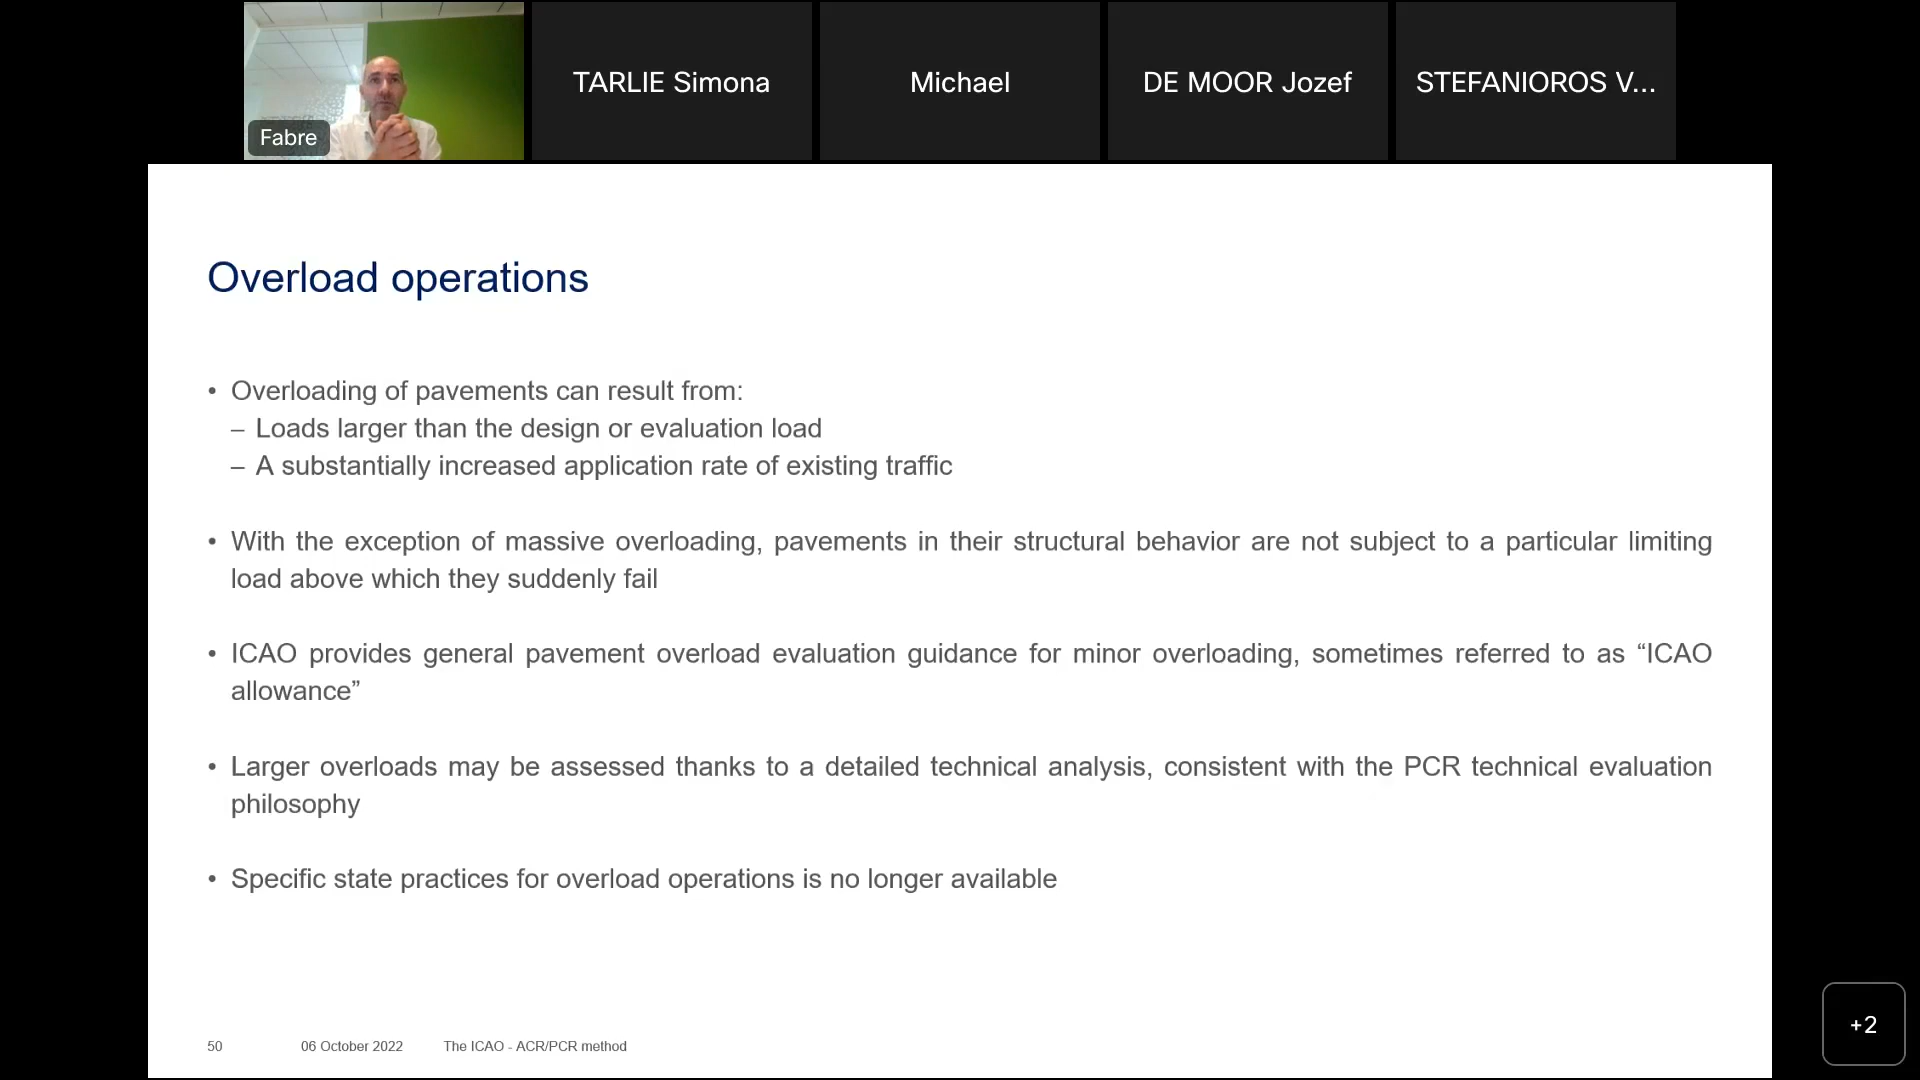 Fabre
TARLIE Simona
Michael
DE MOOR Jozef
STEFANIOROS V...
Overload operations
• Overloading of pavements can result from:
– Loads larger than the design or evaluation load
– A substantially increased application rate of existing traffic
• With the exception of massive overloading, pavements in their structural behavior are not subject to a particular limiting
load above which they suddenly fail
• ICAO provides general pavement overload evaluation guidance for minor overloading, sometimes referred to as “ICAO
allowance”
• Larger overloads may be assessed thanks to a detailed technical analysis, consistent with the PCR technical evaluation
philosophy
• Specific state practices for overload operations is no longer available
50 06 October 2022 The ICAO - ACR/PCR method
+2